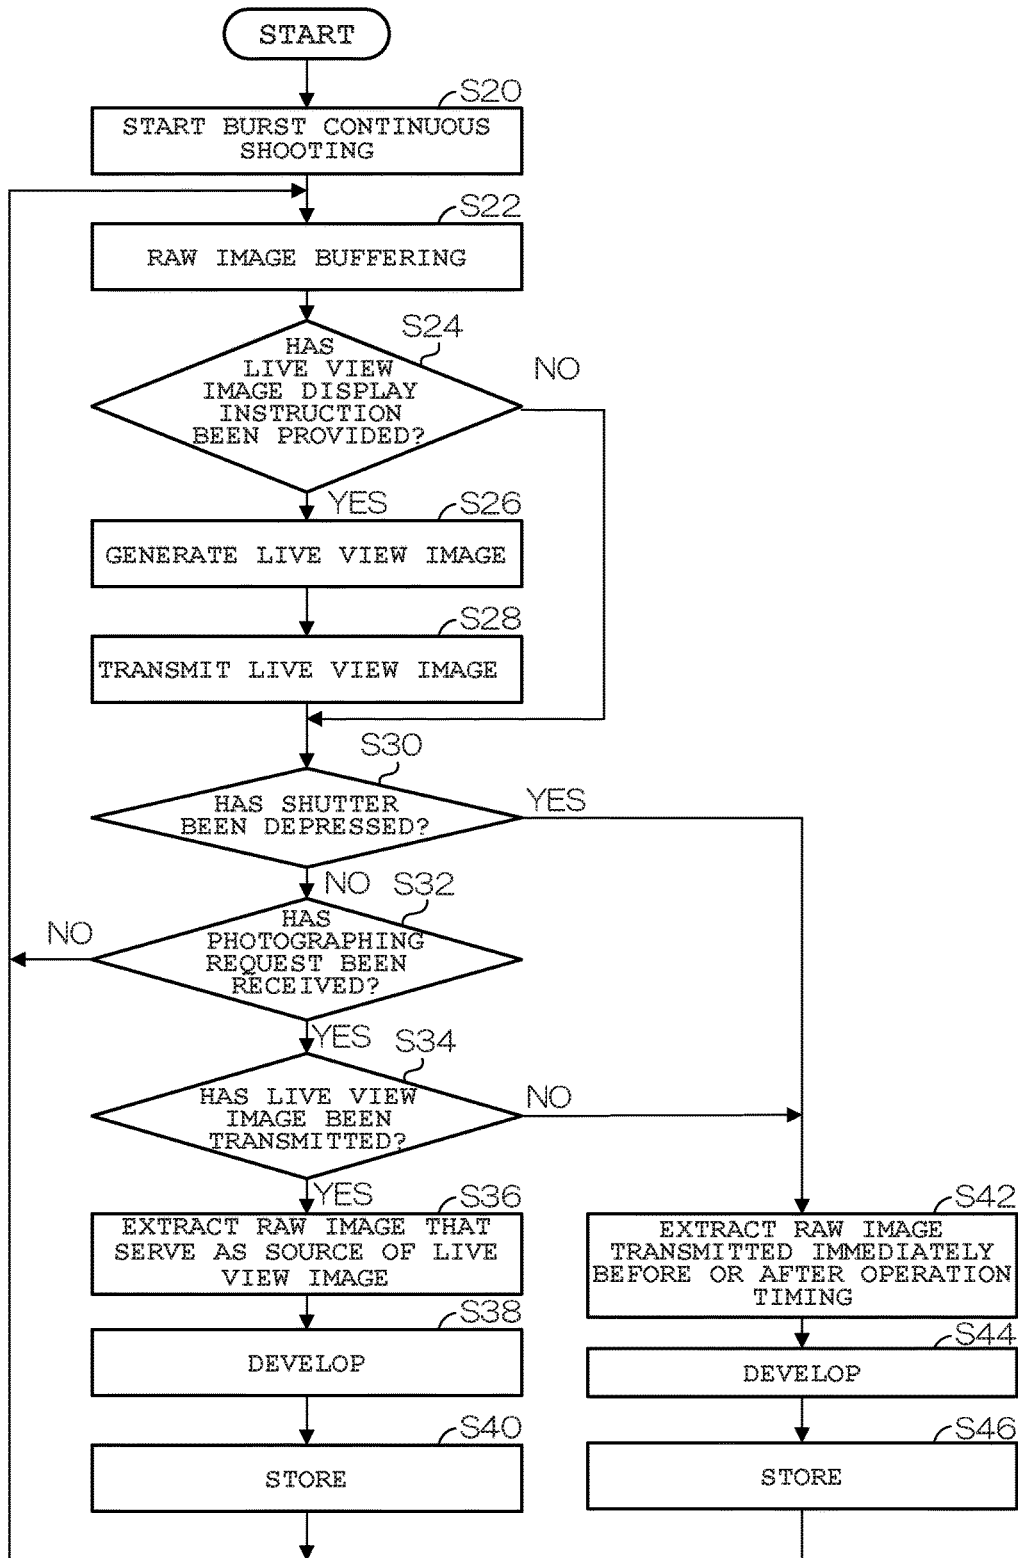 START
S20
START BURST CONTINUOUS
SHOOTING
S22
RAW IMAGE BUFFERING
S24
HAS
LIVE VIEW
IMAGE DISPLAY
INSTRUCTION
BEEN PROVIDED?
NO
YES
S26
GENERATE LIVE VIEW IMAGE
S28
TRANSMIT LIVE VIEW IMAGE
S30
HAS SHUTTER
BEEN DEPRESSED?
YES
NO
S32
HAS
PHOTOGRAPHING
REQUEST BEEN
RECEIVED?
NO
YES
S34
HAS LIVE VIEW
IMAGE BEEN
TRANSMITTED?
NO
YES
S36
EXTRACT RAW IMAGE THAT
SERVE AS SOURCE OF LIVE
VIEW IMAGE
S38
DEVELOP
S40
STORE
S42
EXTRACT RAW IMAGE
TRANSMITTED IMMEDIATELY
BEFORE OR AFTER OPERATION
TIMING
S44
DEVELOP
S46
STORE